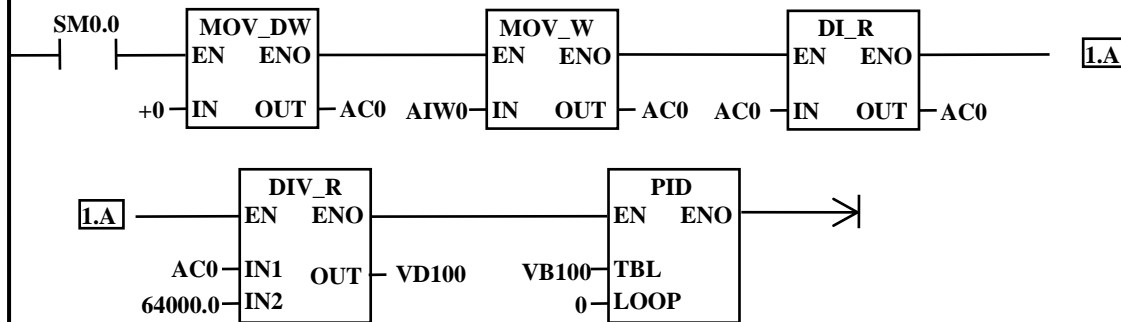 SM0.0
MOV_DW MOV_W DI_R
EN ENO EN ENO EN ENO 1.A
+0 IN OUT AC0 AIW0 IN OUT AC0 AC0 IN OUT AC0
DIV_R PID
1.A EN ENO EN ENO
AC0 IN1 OUT VD100 VB100 TBL
64000.0 IN2 0 LOOP